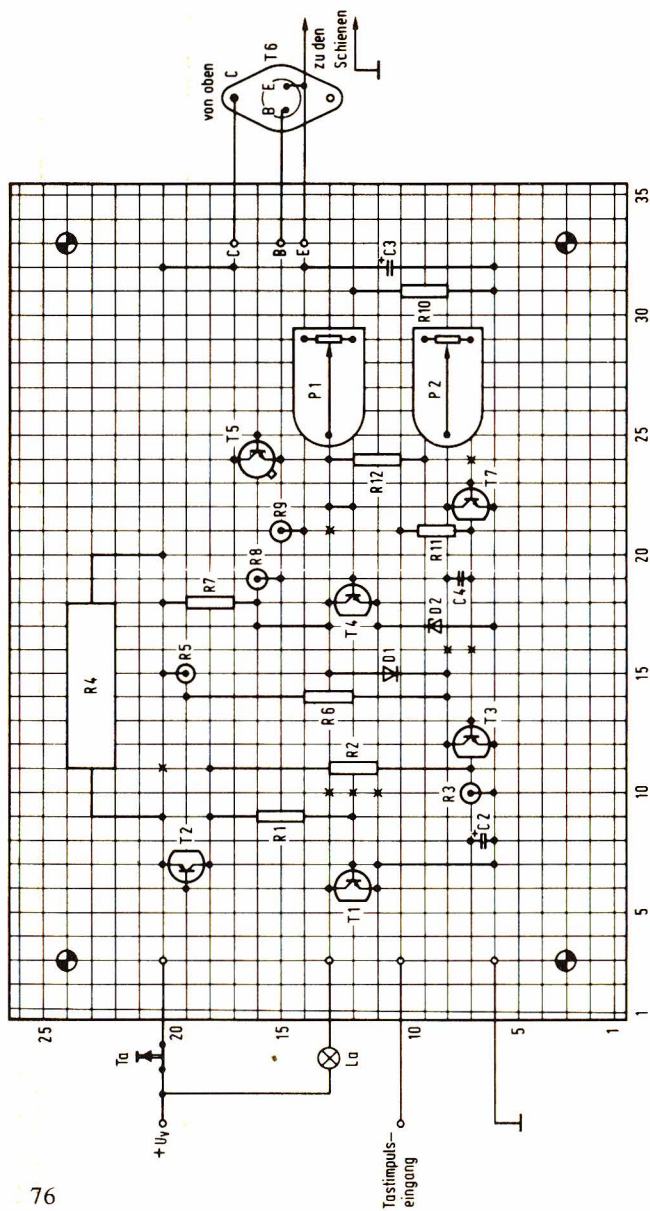 76
+Uv
Ta
La
Tastimpuls-
eingang
25
20
15
10
5
1
1
5
10
15
20
25
30
35
R4
T2
R1
T1
C2
+
R3
R2
T3
R5
R6
D1
R7
R8
R9
T4
D2
C4
R11
T7
T5
R12
P1
P2
R10
C3
+
C
B
E
von oben
C
B
E
T6
zu den
Schienen